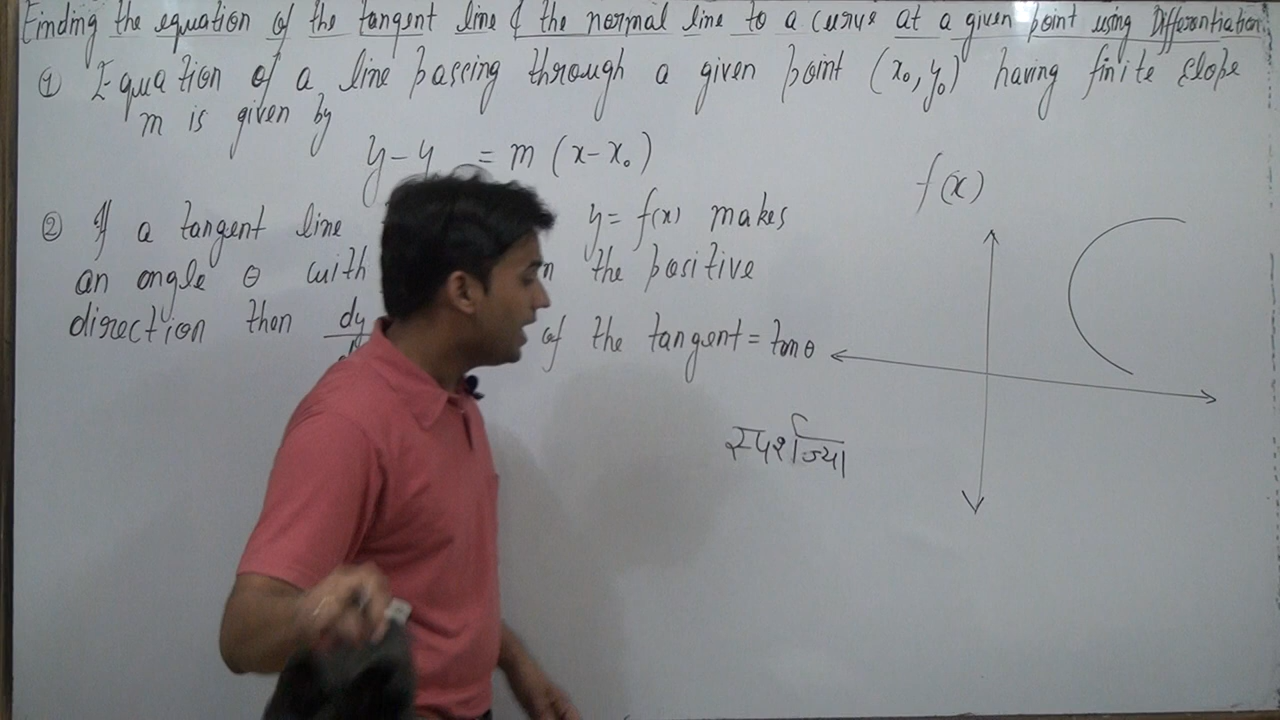 Finding the equation of the tangent line & the normal line to a curve at a given point using Differentiation:
① Equation of a line passing through a given point (x₀, y₀) having finite slope
m is given by
y - y = m (x - x₀)
f(x)
② If a tangent line y = f(x) makes
an angle θ with the positive
direction then dy of the tangent = tan θ
स्पर्शज्या